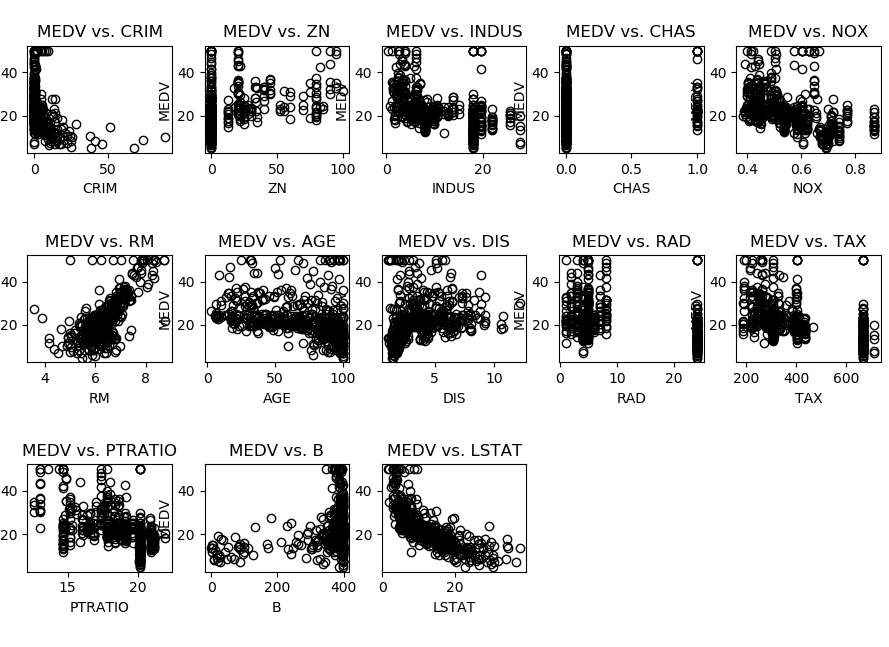 MEDV vs. CRIM MEDV vs. ZN MEDV vs. INDUS MEDV vs. CHAS MEDV vs. NOX
40 40 40 40 40
MEDV MEDV MEDV MEDV
20 20 20 20 20
0 50 0 50 100 0 20 0.0 0.5 1.0 0.4 0.6 0.8
CRIM ZN INDUS CHAS NOX
MEDV vs. RM MEDV vs. AGE MEDV vs. DIS MEDV vs. RAD MEDV vs. TAX
40 40 40 40 40
MEDV MEDV MEDV MEDV
20 20 20 20 20
4 6 8 0 50 100 5 10 0 10 20 200 400 600
RM AGE DIS RAD TAX
MEDV vs. PTRATIO MEDV vs. B MEDV vs. LSTAT
40 40 40
MEDV MEDV
20 20 20
15 20 0 200 400 0 20
PTRATIO B LSTAT